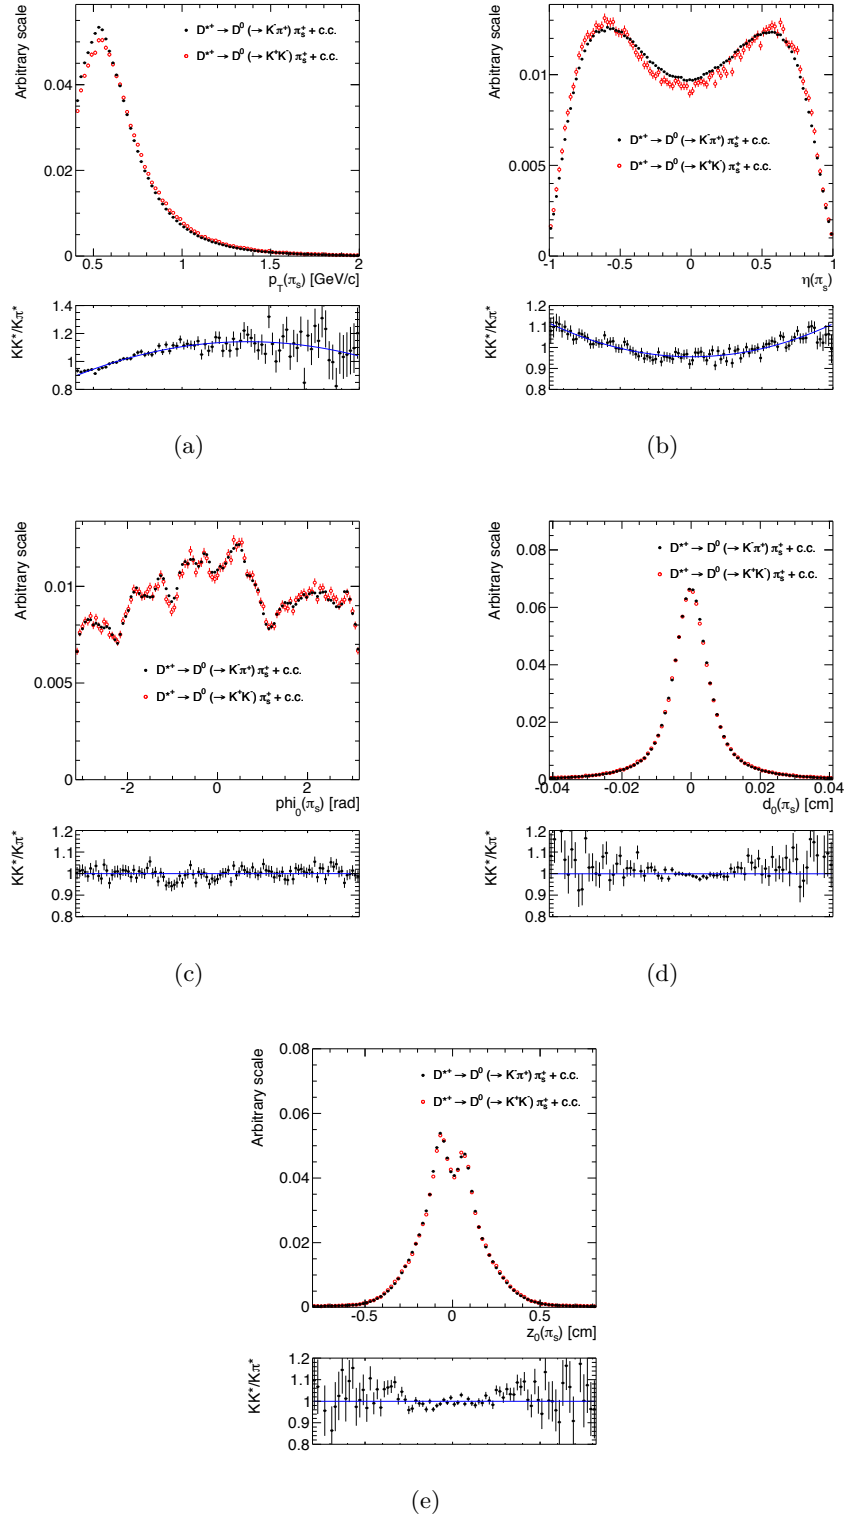 D*+ → D0 (→ K-π+) πs+ + c.c.
D*+ → D0 (→ K+K-) πs+ + c.c.
Arbitrary scale
0.04
0.02
0
0.5 1 1.5 2
pT(πs) [GeV/c]
KK*/Kπ*
1.4
1.2
1.0
0.8
(a)
Arbitrary scale
0.010
0.005
0
D*+ → D0 (→ K-π+) πs+ + c.c.
D*+ → D0 (→ K+K-) πs+ + c.c.
-1 -0.5 0 0.5 1
η(πs)
KK*/Kπ*
1.2
1.1
1
0.9
0.8
(b)
Arbitrary scale
0.010
0.005
0
D*+ → D0 (→ K-π+) πs+ + c.c.
D*+ → D0 (→ K+K-) πs+ + c.c.
-2 0 2
phi0(πs) [rad]
KK*/Kπ*
1.2
1.1
1
0.9
0.8
(c)
Arbitrary scale
0.08
0.06
0.04
0.02
0
D*+ → D0 (→ K-π+) πs+ + c.c.
D*+ → D0 (→ K+K-) πs+ + c.c.
-0.04 -0.02 0 0.02 0.04
d0(πs) [cm]
KK*/Kπ*
1.2
1.1
1
0.9
0.8
(d)
Arbitrary scale
0.08
0.06
0.04
0.02
0
D*+ → D0 (→ K-π+) πs+ + c.c.
D*+ → D0 (→ K+K-) πs+ + c.c.
-0.5 0 0.5
z0(πs) [cm]
KK*/Kπ*
1.2
1.1
1
0.9
0.8
(e)